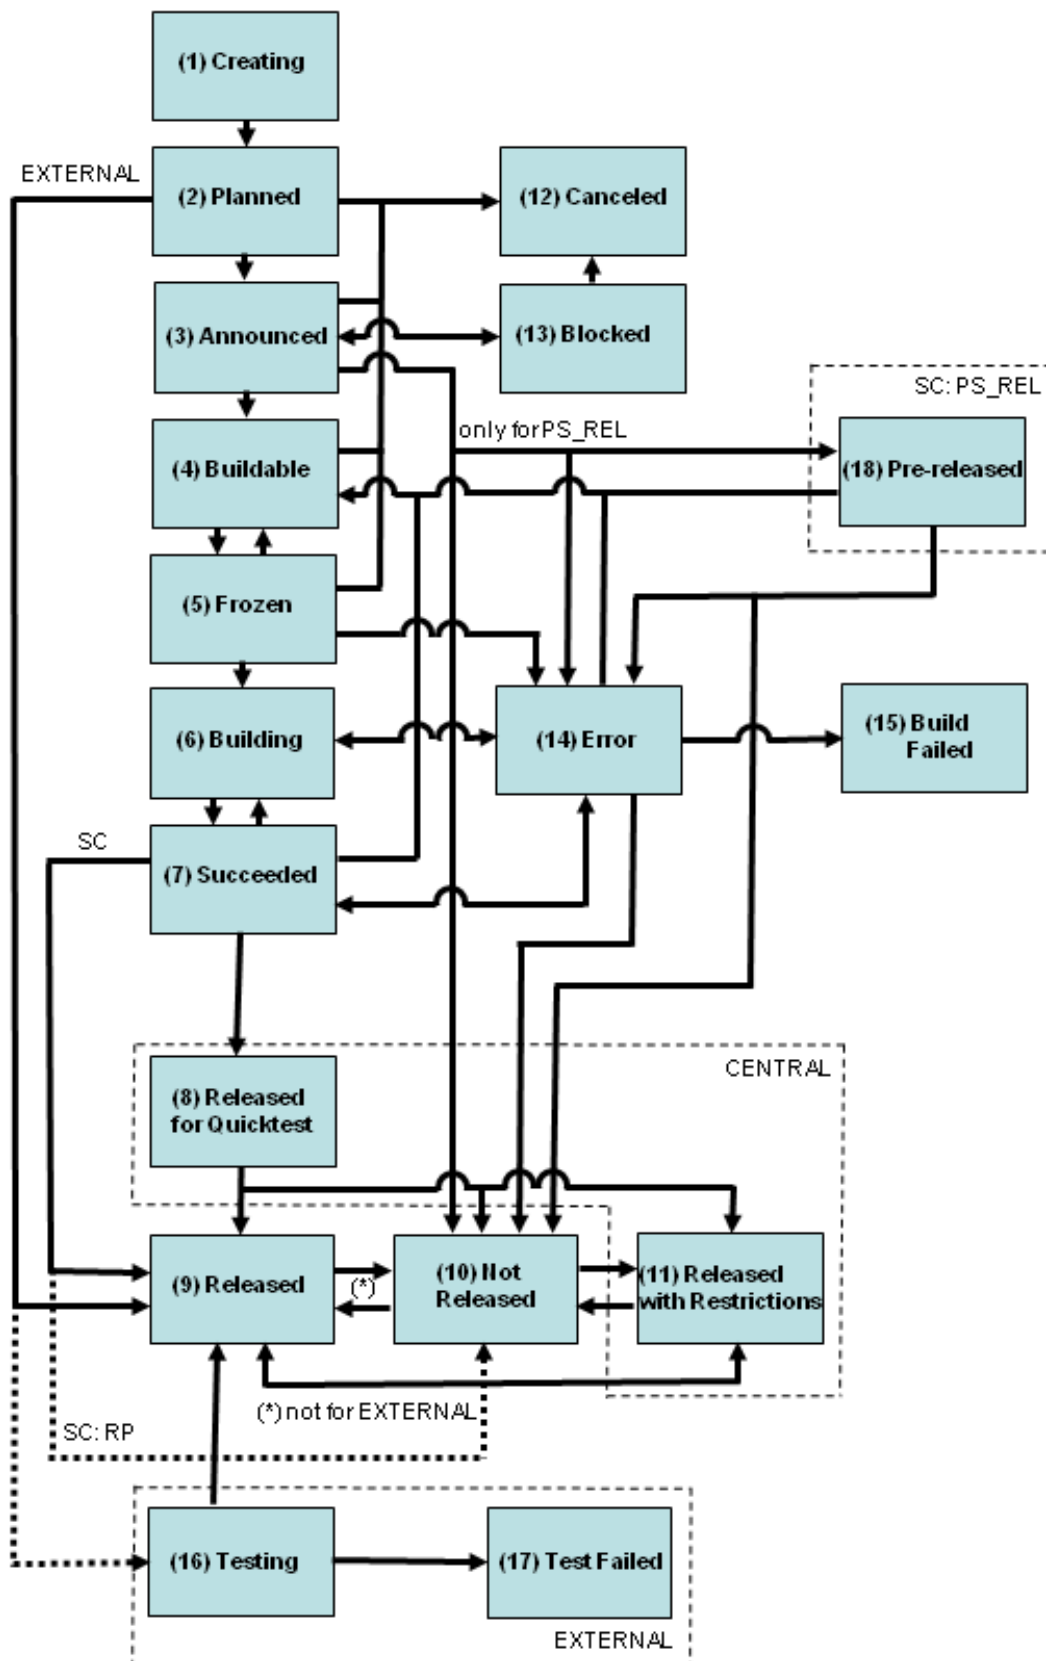 (1) Creating
EXTERNAL
(2) Planned
(12) Canceled
(3) Announced
(13) Blocked
SC: PS_REL
only for PS_REL
(4) Buildable
(18) Pre-released
(5) Frozen
(6) Building
(14) Error
(15) Build
Failed
SC
(7) Succeeded
CENTRAL
(8) Released
for Quicktest
(9) Released
(*)
(10) Not
Released
(11) Released
with Restrictions
(*) not for EXTERNAL
SC: RP
(16) Testing
(17) Test Failed
EXTERNAL